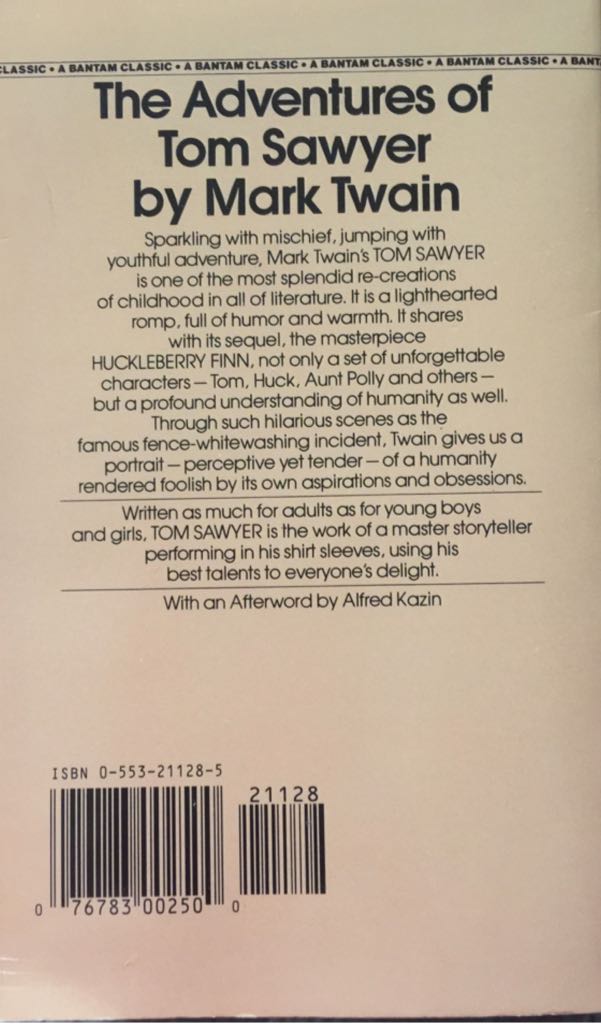 CLASSIC • A BANTAM CLASSIC • A BANTAM CLASSIC • A BANTAM CLASSIC • A BANTAM CLASSIC • A BANT
The Adventures of
Tom Sawyer
by Mark Twain
Sparkling with mischief, jumping with
youthful adventure, Mark Twain's TOM SAWYER
is one of the most splendid re-creations
of childhood in all of literature. It is a lighthearted
romp, full of humor and warmth. It shares
with its sequel, the masterpiece
HUCKLEBERRY FINN, not only a set of unforgettable
characters — Tom, Huck, Aunt Polly and others —
but a profound understanding of humanity as well.
Through such hilarious scenes as the
famous fence-whitewashing incident, Twain gives us a
portrait — perceptive yet tender — of a humanity
rendered foolish by its own aspirations and obsessions.
Written as much for adults as for young boys
and girls, TOM SAWYER is the work of a master storyteller
performing in his shirt sleeves, using his
best talents to everyone's delight.
With an Afterword by Alfred Kazin
ISBN 0-553-21128-5
21128
0 76783 00250 0